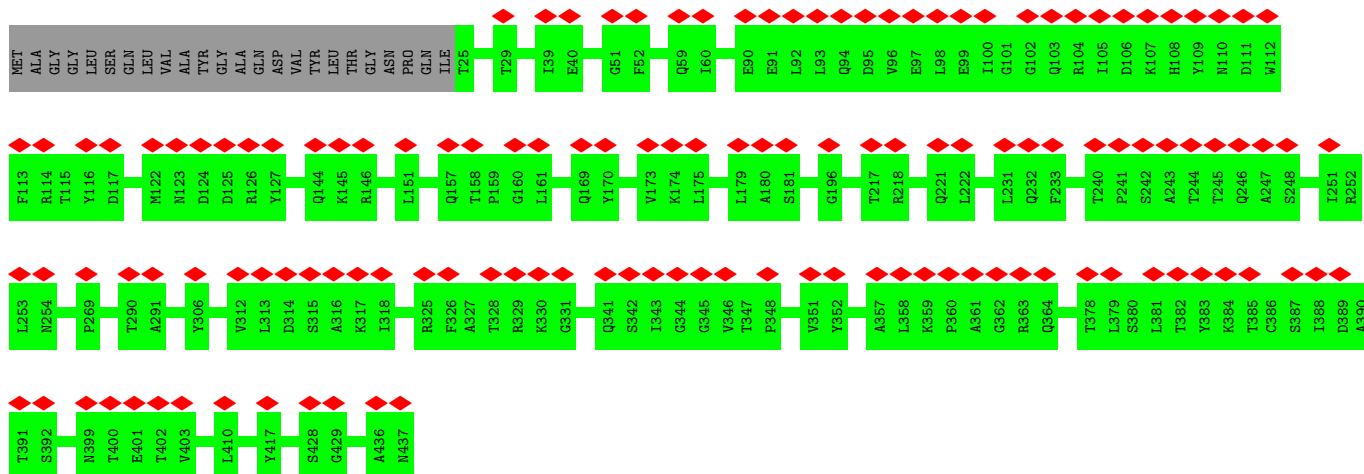 MET ALA GLY GLY LEU SER GLN LEU VAL ALA TYR GLY ALA GLN ASP VAL TYR LEU THR GLY ASN PRO GLN ILE T25 T29 I39 E40 G51 F52 Q59 I60 E90 E91 L92 L93 Q94 D95 V96 E97 L98 E99 I100 G101 G102 Q103 R104 I105 D106 K107 H108 Y109 N110 D111 W112
F113 R114 T115 Y116 D117 M122 N123 D124 D125 R126 Y127 Q144 K145 R146 L151 Q157 T158 P159 G160 L161 Q169 Y170 V173 K174 L175 L179 A180 S181 G196 T217 R218 Q221 L222 L231 Q232 F233 T240 P241 S242 A243 T244 T245 Q246 A247 S248 I251 R252
L253 N254 P269 T290 A291 Y306 V312 L313 D314 S315 A316 K317 I318 R325 F326 A327 T328 R329 K330 G331 Q341 S342 I343 G344 G345 V346 T347 P348 V351 Y352 A357 L358 K359 P360 A361 G362 R363 Q364 T378 L379 S380 L381 T382 Y383 K384 T385 C386 S387 I388 D389 A390
T391 S392 N399 T400 E401 T402 V403 L410 Y417 S428 G429 A436 N437